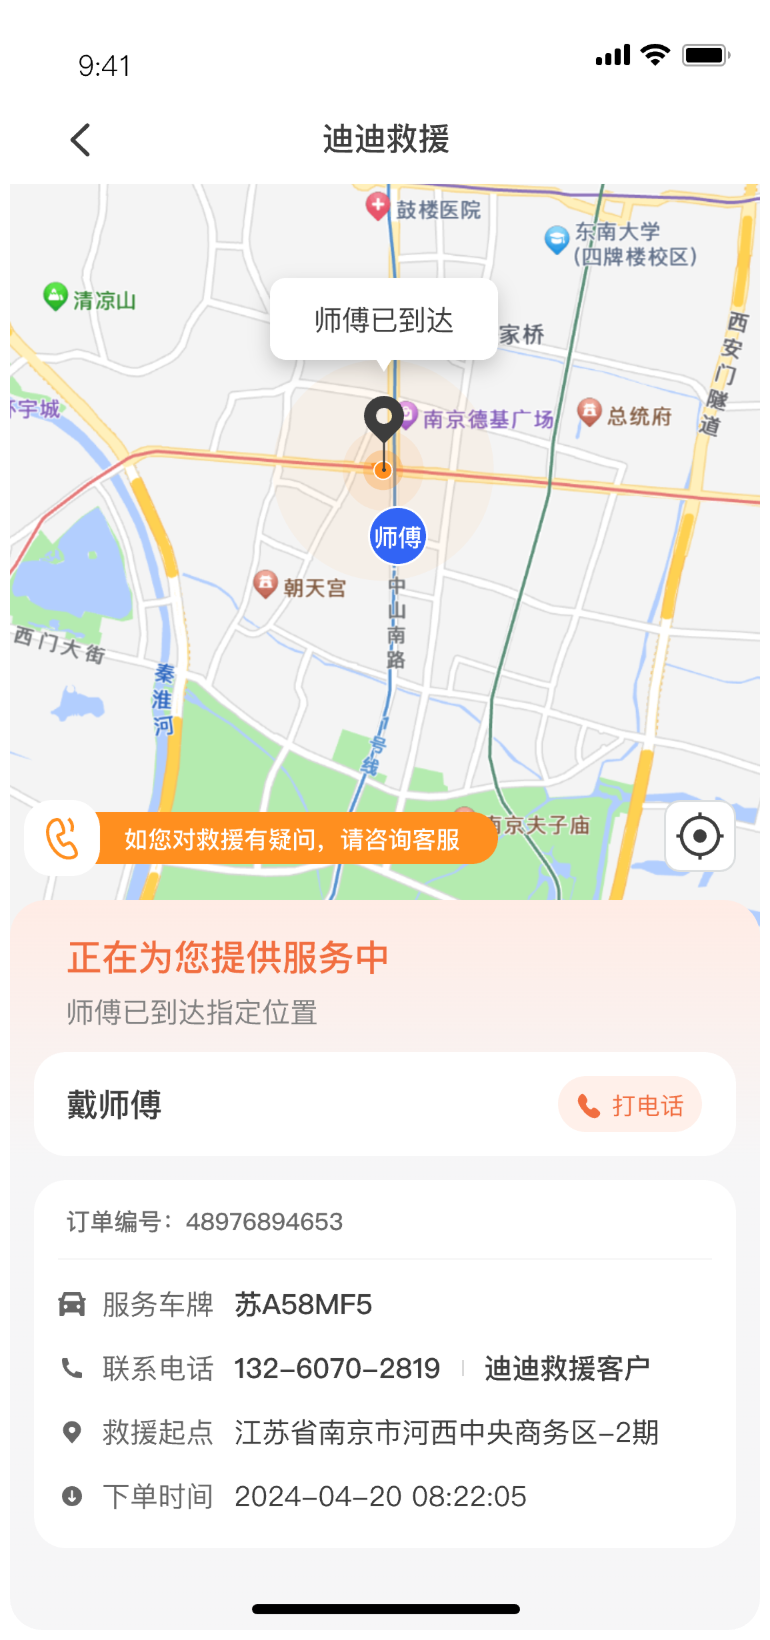 9:41
迪迪救援
鼓楼医院
东南大学
(四牌楼校区)
清凉山
师傅已到达
家桥
西安门隧道
环宇城
南京德基广场
总统府
师傅
朝天宫
中山南路
西门大街
秦淮河
1号线
南京夫子庙
如您对救援有疑问，请咨询客服
正在为您提供服务中
师傅已到达指定位置
戴师傅
打电话
订单编号：48976894653
服务车牌 苏A58MF5
联系电话 132-6070-2819 迪迪救援客户
救援起点 江苏省南京市河西中央商务区-2期
下单时间 2024-04-20 08:22:05